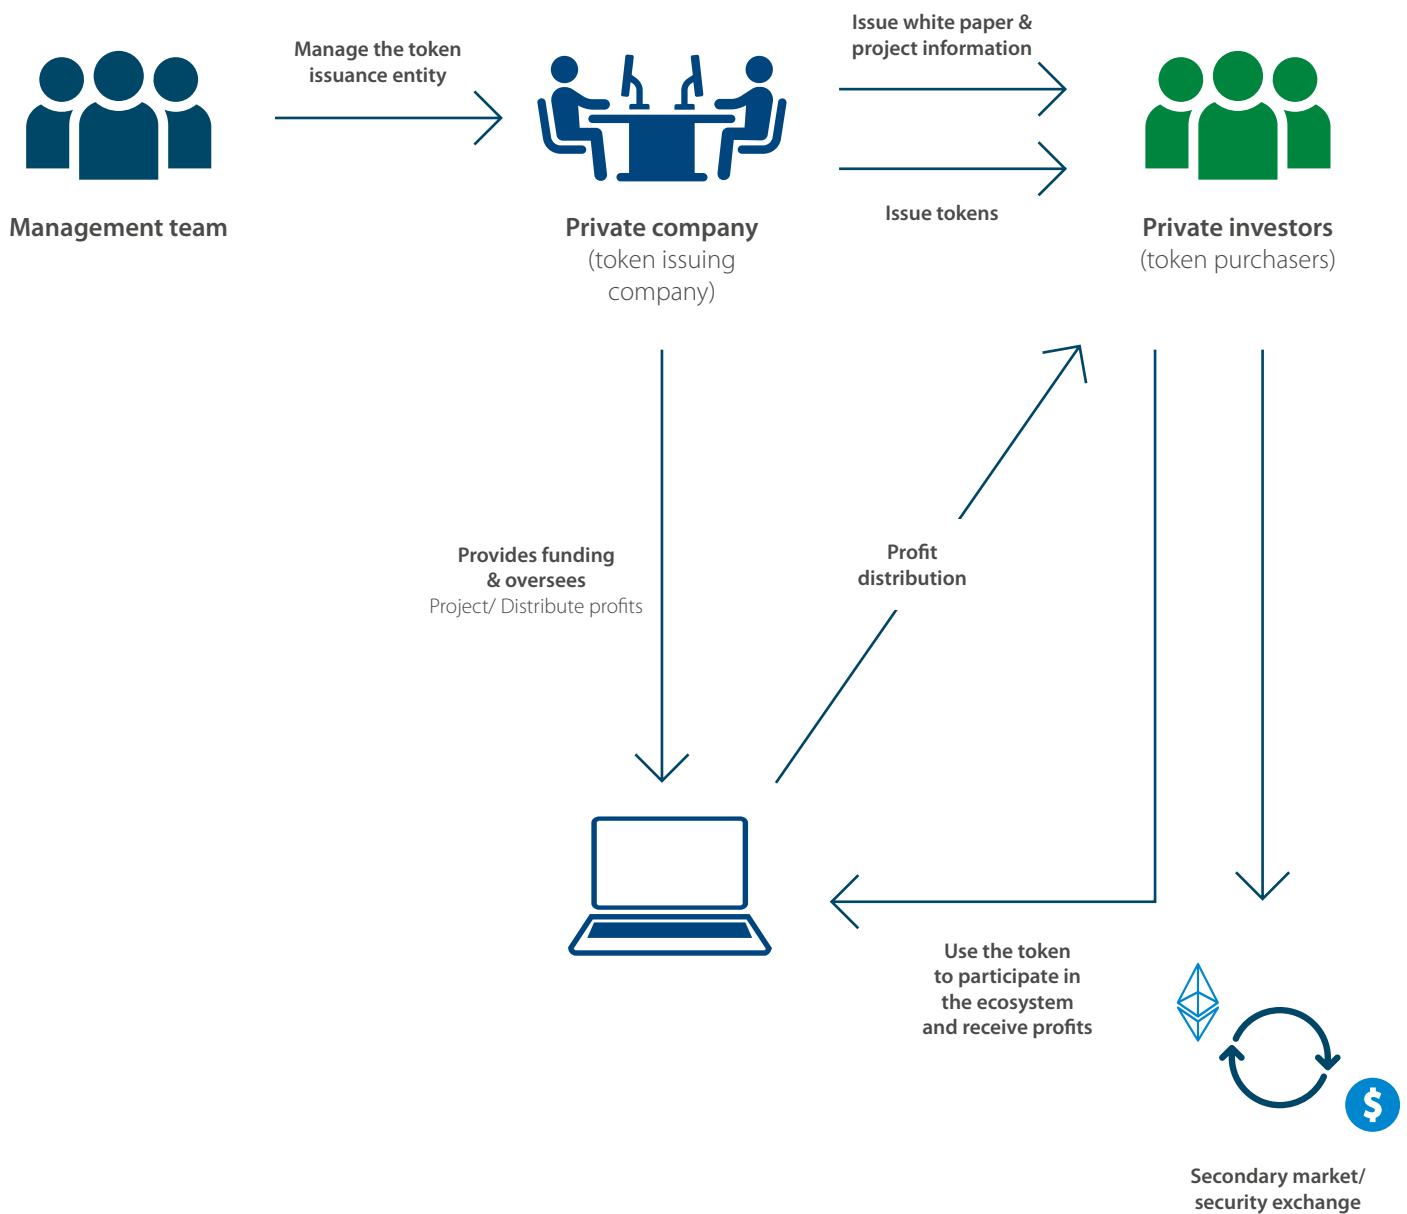 Manage the token
issuance entity
Issue white paper &
project information
Issue tokens
Management team
Private company
(token issuing
company)
Private investors
(token purchasers)
Provides funding
& oversees
Project/ Distribute profits
Profit
distribution
Use the token
to participate in
the ecosystem
and receive profits
$
Secondary market/
security exchange